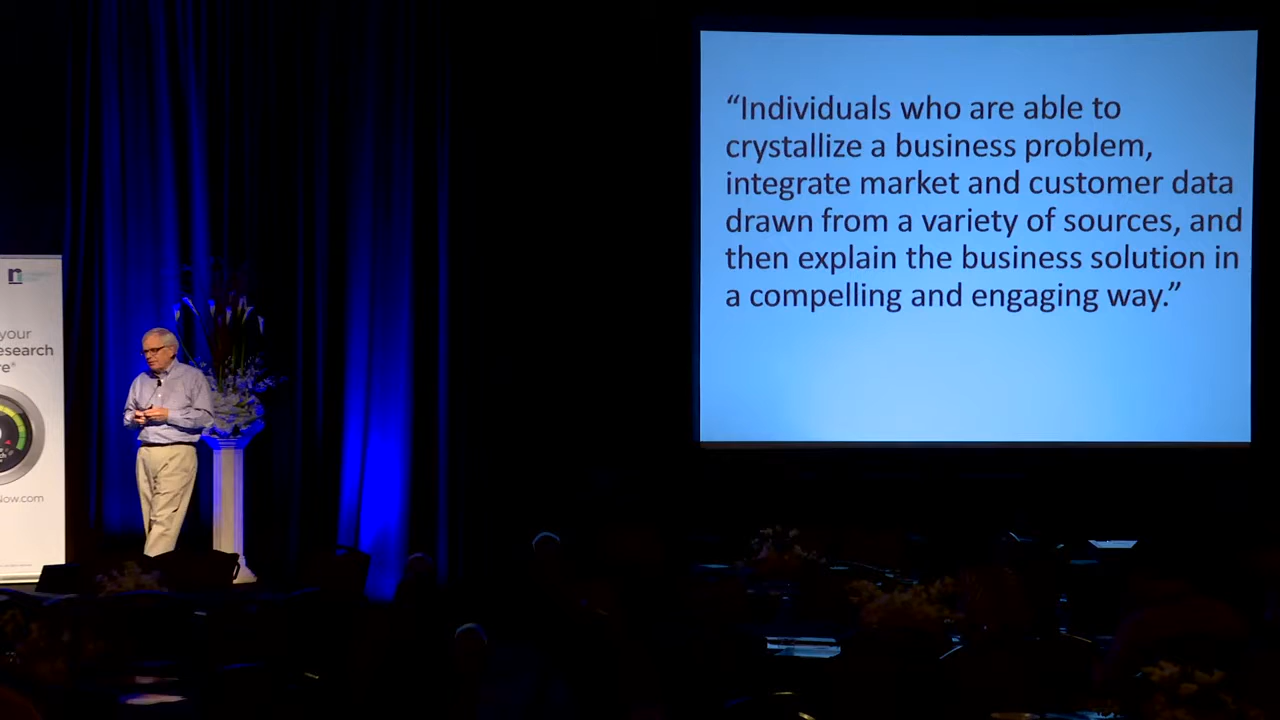 “Individuals who are able to
crystallize a business problem,
integrate market and customer data
drawn from a variety of sources, and
then explain the business solution in
a compelling and engaging way.”
your
esearch
re®
Now.com